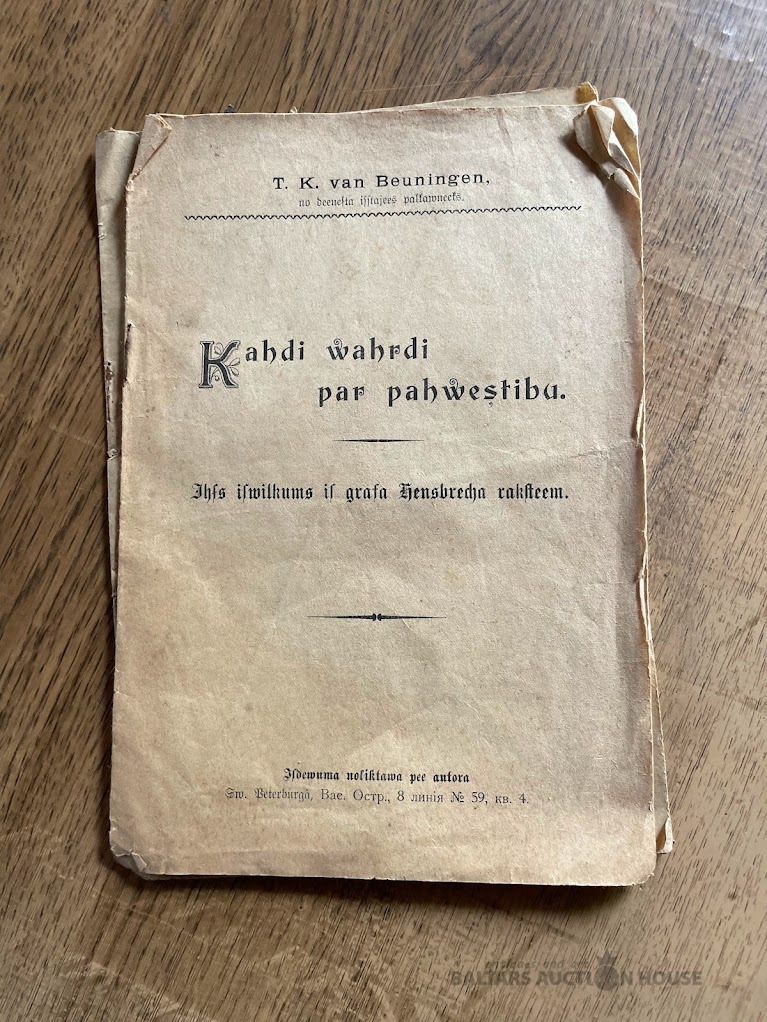 T. K. van Beuningen,
no deenesta isstajees palkawneeks.
Kahdi wahrdi
par pahwestibu.
Ihss iswilkums is grafa Hensbrecha raksteem.
Isdewuma noliktawa pee autora
Sw. Peterburgâ, Вас. Остр., 8 линія № 59, кв. 4.
BALTARS AUCTION HOUSE